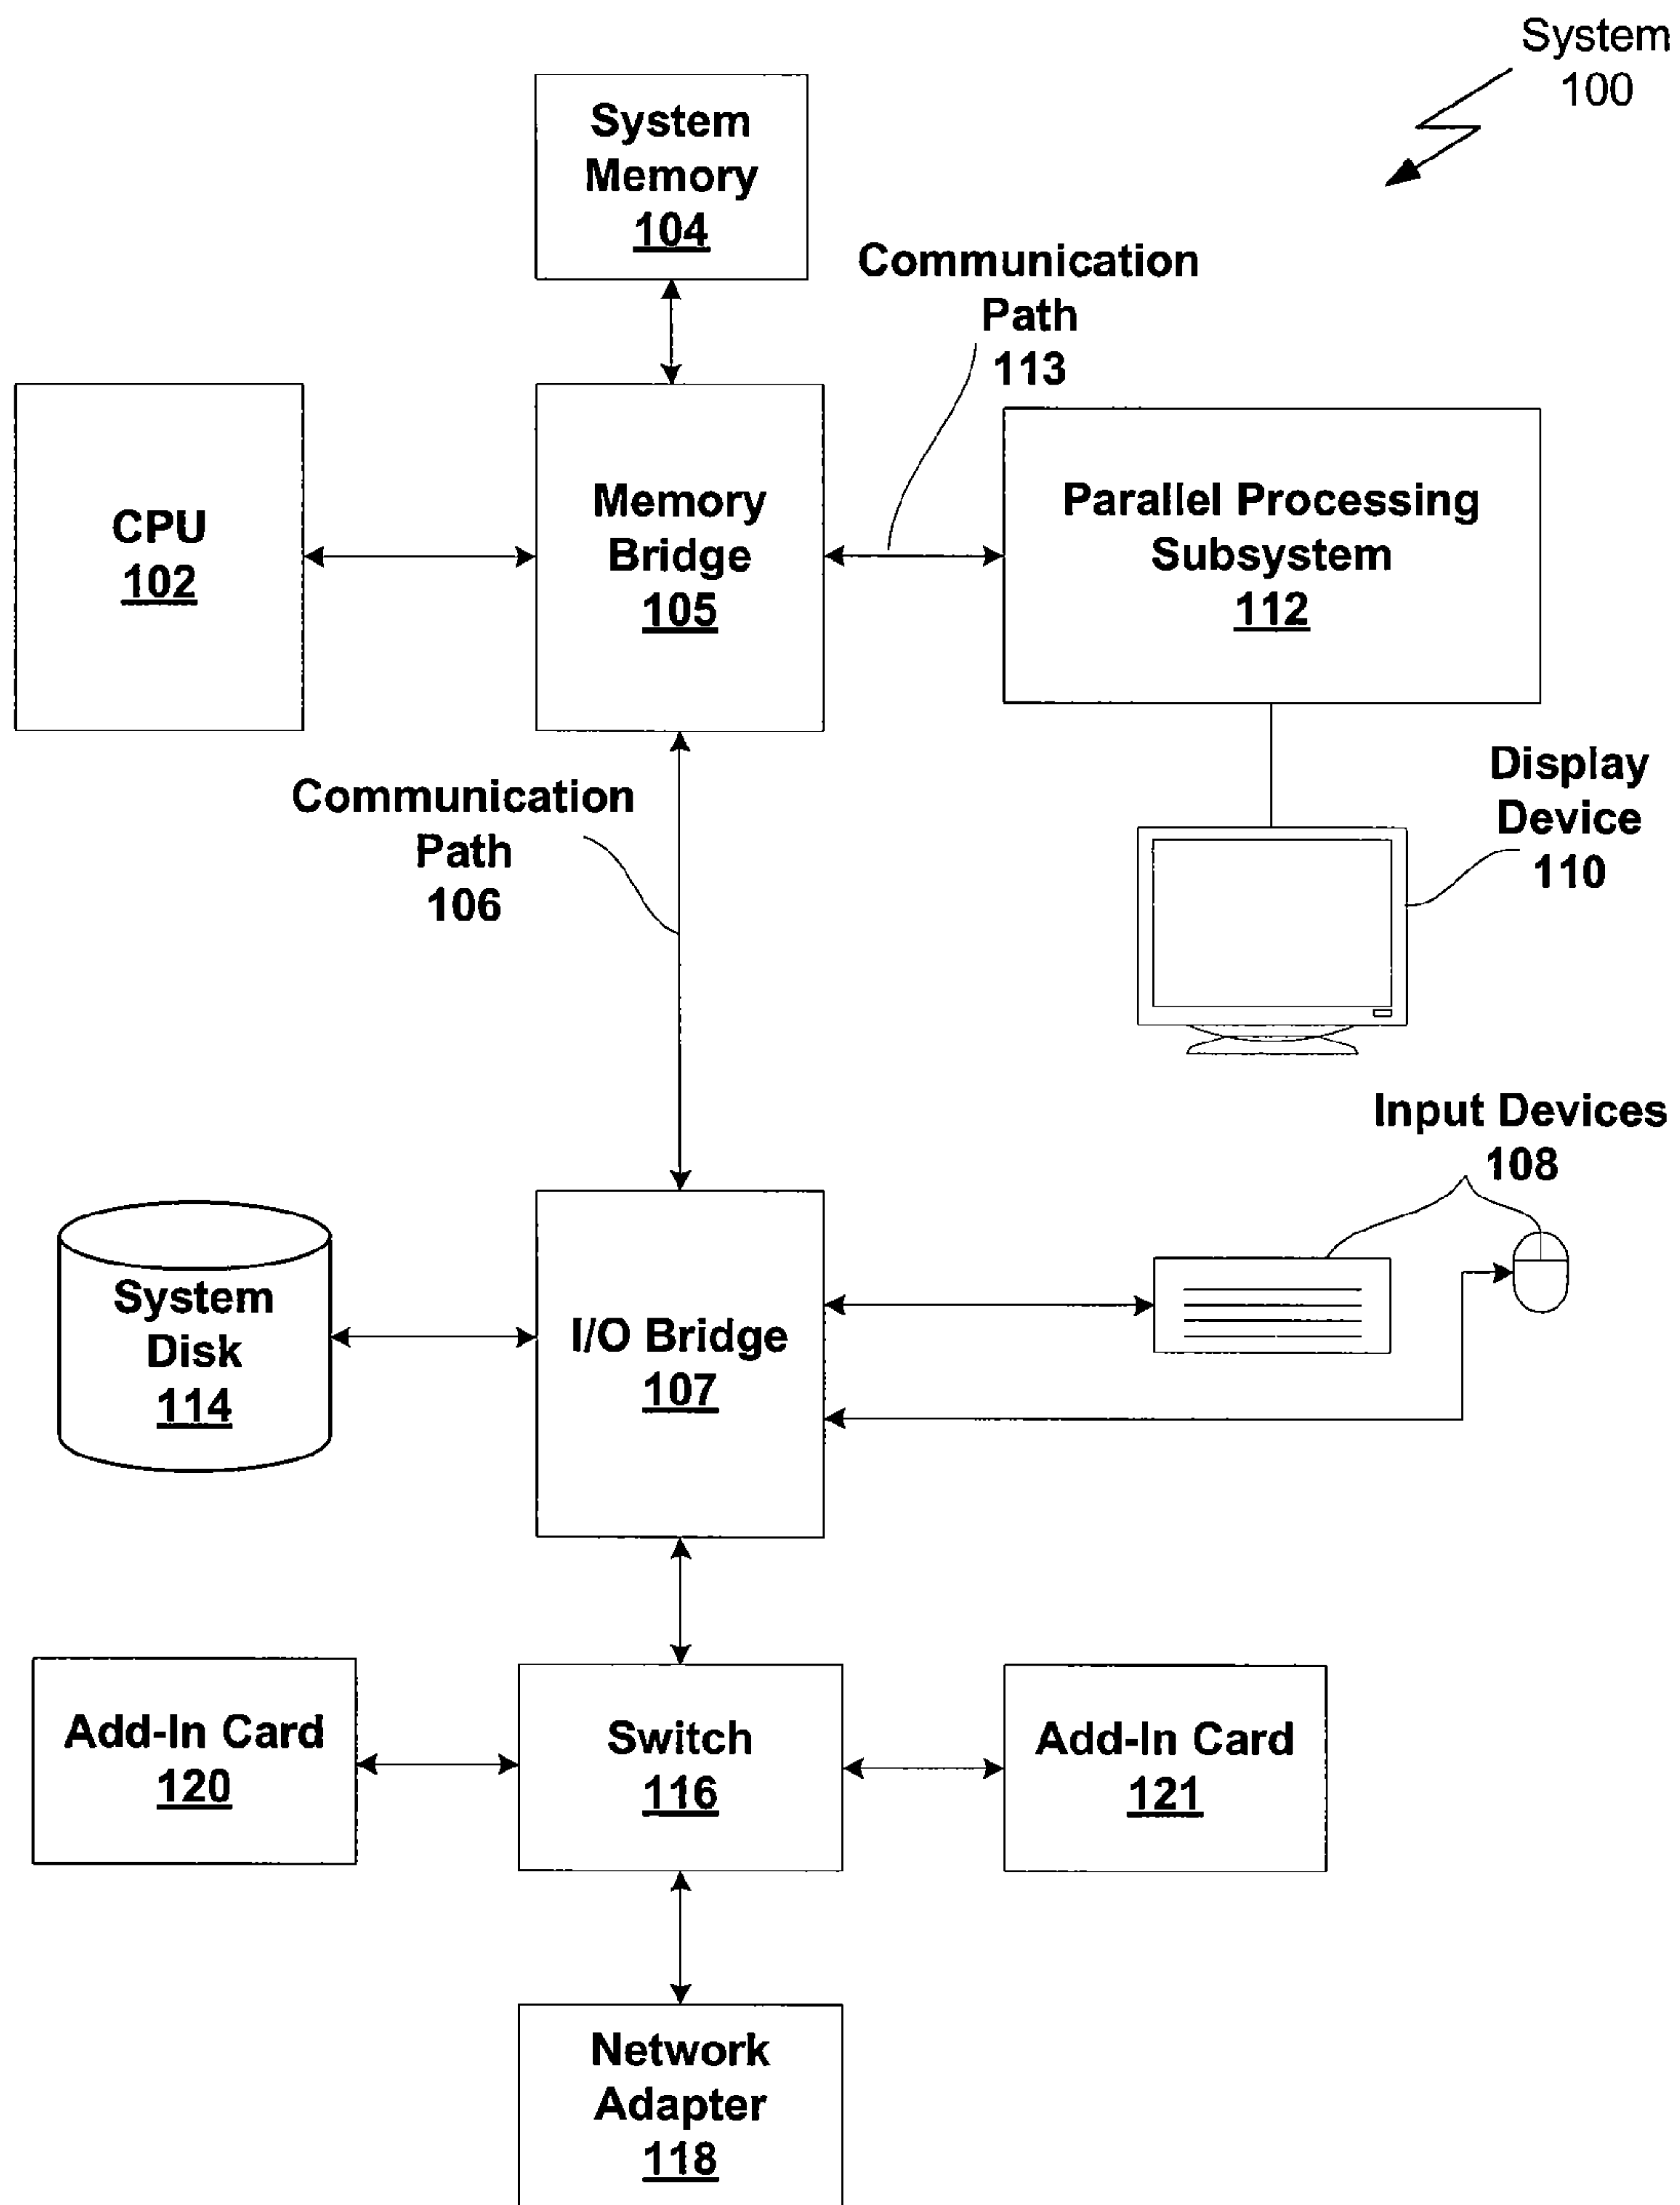 System
100
System
Memory
104
Communication
Path
113
CPU
102
Memory
Bridge
105
Parallel Processing
Subsystem
112
Communication
Path
106
Display
Device
110
Input Devices
108
System
Disk
114
I/O Bridge
107
Add-In Card
120
Switch
116
Add-In Card
121
Network
Adapter
118